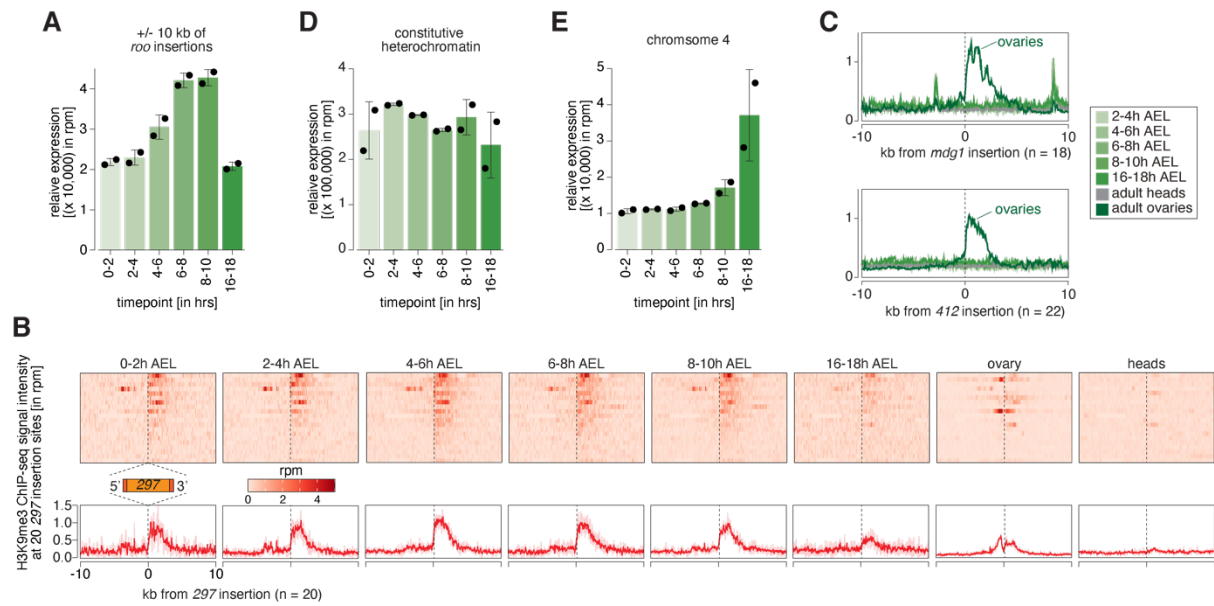 A
+/- 10 kb of
roo insertions
relaive expression
[(x 10,000) in rpm]
4
3
2
1
0
0-2
2-4
4-6
6-8
8-10
16-18
timepoint [in hrs]
D
constitutive
heterochromatin
relaive expression
[(x 100,000) in rpm]
4
3
2
1
0
0-2
2-4
4-6
6-8
8-10
16-18
timepoint [in hrs]
E
chromsome 4
relaive expression
[(x 10,000) in rpm]
5
4
3
2
1
0
0-2
2-4
4-6
6-8
8-10
16-18
timepoint [in hrs]
C
ovaries
1
0
-10
0
10
kb from mdg1 insertion (n = 18)
ovaries
1
0
-10
0
10
kb from 412 insertion (n = 22)
2-4h AEL
4-6h AEL
6-8h AEL
8-10h AEL
16-18h AEL
adult heads
adult ovaries
B
H3K9me3 ChIP-seq signal intensity
at 20 297 insertion sites [in rpm]
0-2h AEL
2-4h AEL
4-6h AEL
6-8h AEL
8-10h AEL
16-18h AEL
ovary
heads
5' 297 3'
rpm
0 2 4
1.5
1.0
0.5
0.0
-10 0 10
kb from 297 insertion (n = 20)